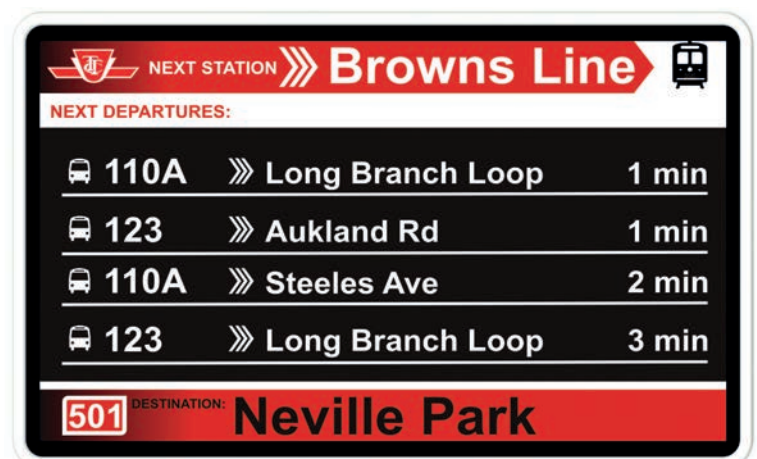 NEXT STATION Browns Line
NEXT DEPARTURES:
110A Long Branch Loop 1 min
123 Aukland Rd 1 min
110A Steeles Ave 2 min
123 Long Branch Loop 3 min
501 DESTINATION: Neville Park